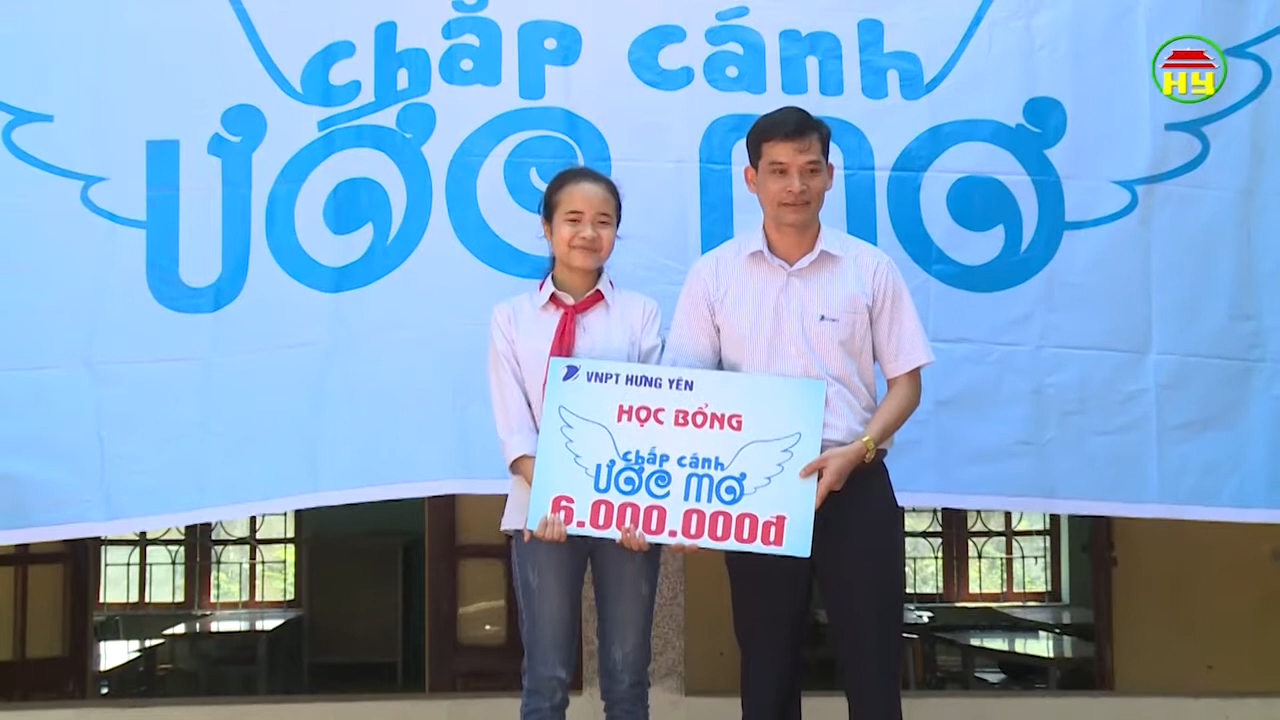 chắp cánh
ƯỚC MƠ
HY
VNPT HƯNG YÊN
HỌC BỔNG
chắp cánh
ƯỚC MƠ
6.000.000đ